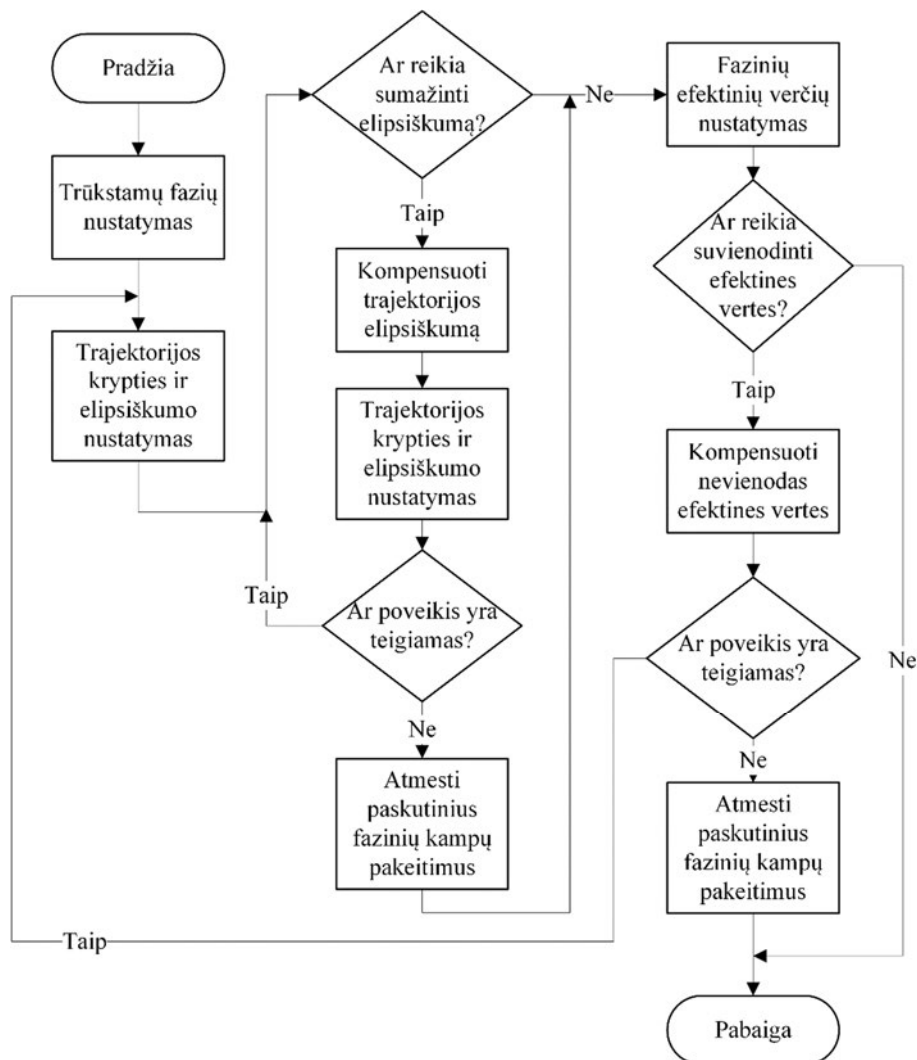 Pradžia
Trūkstamų fazių
nustatymas
Trajektorijos
krypties ir
elipsiškumo
nustatymas
Ar reikia
sumažinti
elipsiškumą?
Taip
Kompensuoti
trajektorijos
elipsiškumą
Trajektorijos
krypties ir
elipsiškumo
nustatymas
Ar poveikis yra
teigiamas?
Taip
Ne
Atmesti
paskutinius
fazinių kampų
pakeitimus
Ne
Fazinių
efektinių verčių
nustatymas
Ar reikia
suvienodinti
efektines
vertes?
Taip
Kompensuoti
nevienodas
efektines vertes
Ar poveikis yra
teigiamas?
Ne
Ne
Atmesti
paskutinius
fazinių kampų
pakeitimus
Taip
Pabaiga